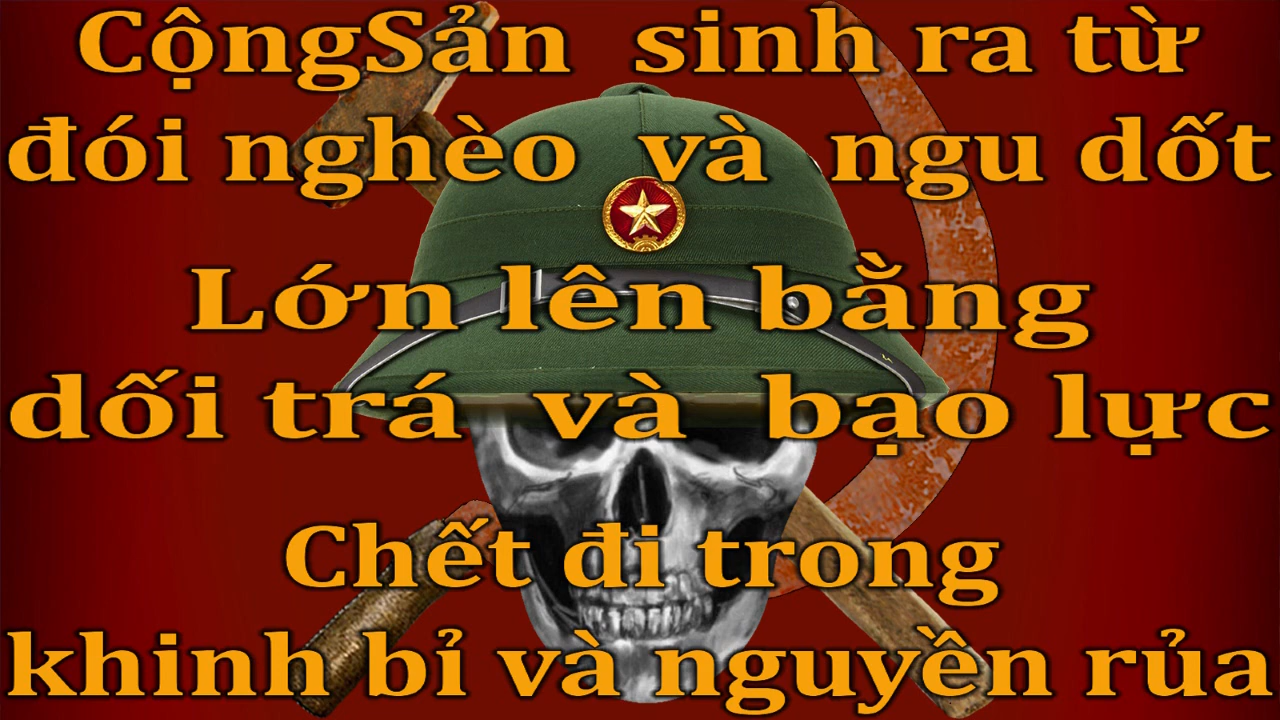 CộngSản sinh ra từ
đói nghèo và ngu dốt
Lớn lên bằng
dối trá và bạo lực
Chết đi trong
khinh bỉ và nguyền rủa